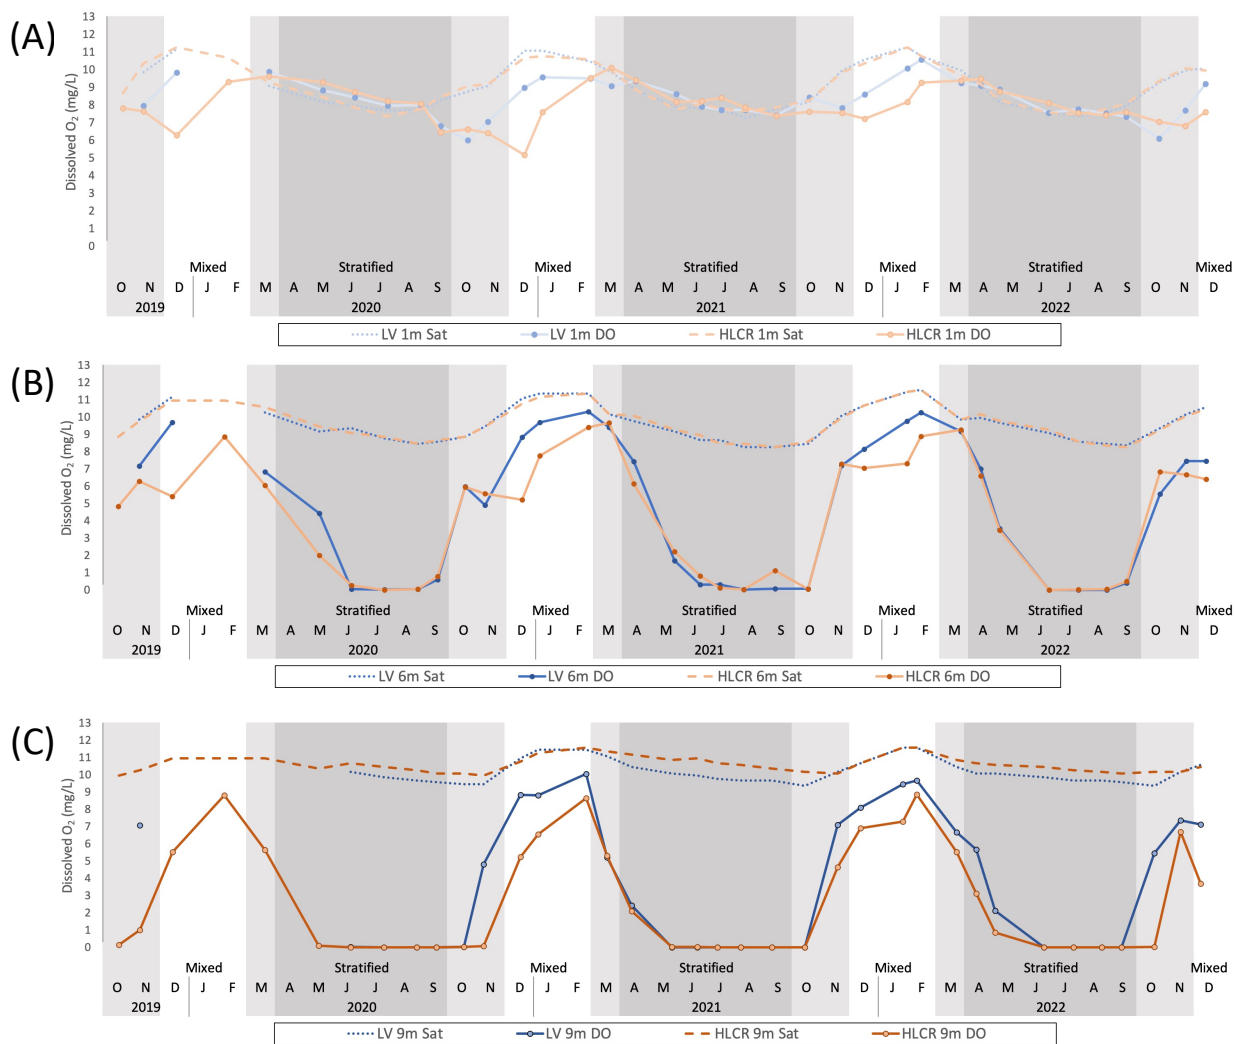 (A)
Dissolved O2 (mg/L)
13
12
11
10
9
8
7
6
5
4
3
2
1
0
Mixed Stratified Mixed Stratified Mixed Stratified Mixed
O N D J F M A M J J A S O N D J F M A M J J A S O N D J F M A M J J A S O N D
2019 2020 2021 2022
LV 1m Sat LV 1m DO HLCR 1m Sat HLCR 1m DO
(B)
Dissolved O2 (mg/L)
13
12
11
10
9
8
7
6
5
4
3
2
1
0
Mixed Stratified Mixed Stratified Mixed Stratified Mixed
O N D J F M A M J J A S O N D J F M A M J J A S O N D J F M A M J J A S O N D
2019 2020 2021 2022
LV 6m Sat LV 6m DO HLCR 6m Sat HLCR 6m DO
(C)
Dissolved O2 (mg/L)
13
12
11
10
9
8
7
6
5
4
3
2
1
0
Mixed Stratified Mixed Stratified Mixed Stratified Mixed
O N D J F M A M J J A S O N D J F M A M J J A S O N D J F M A M J J A S O N D
2019 2020 2021 2022
LV 9m Sat LV 9m DO HLCR 9m Sat HLCR 9m DO